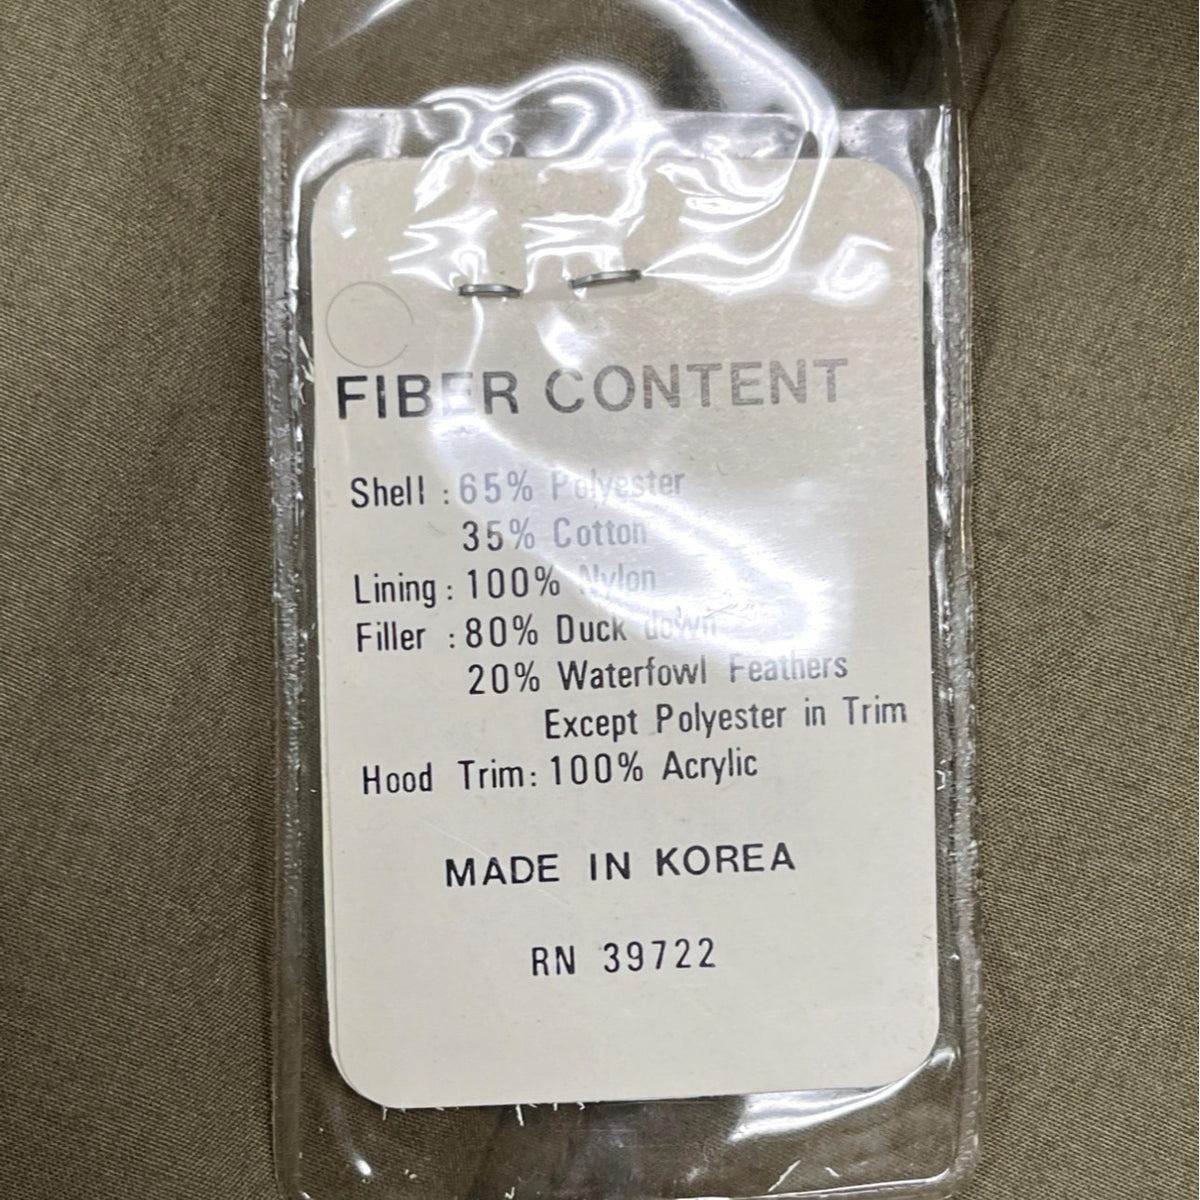 FIBER CONTENT
Shell : 65% Polyester
35% Cotton
Lining : 100% Nylon
Filler : 80% Duck down
20% Waterfowl Feathers
Except Polyester in Trim
Hood Trim: 100% Acrylic
MADE IN KOREA
RN 39722